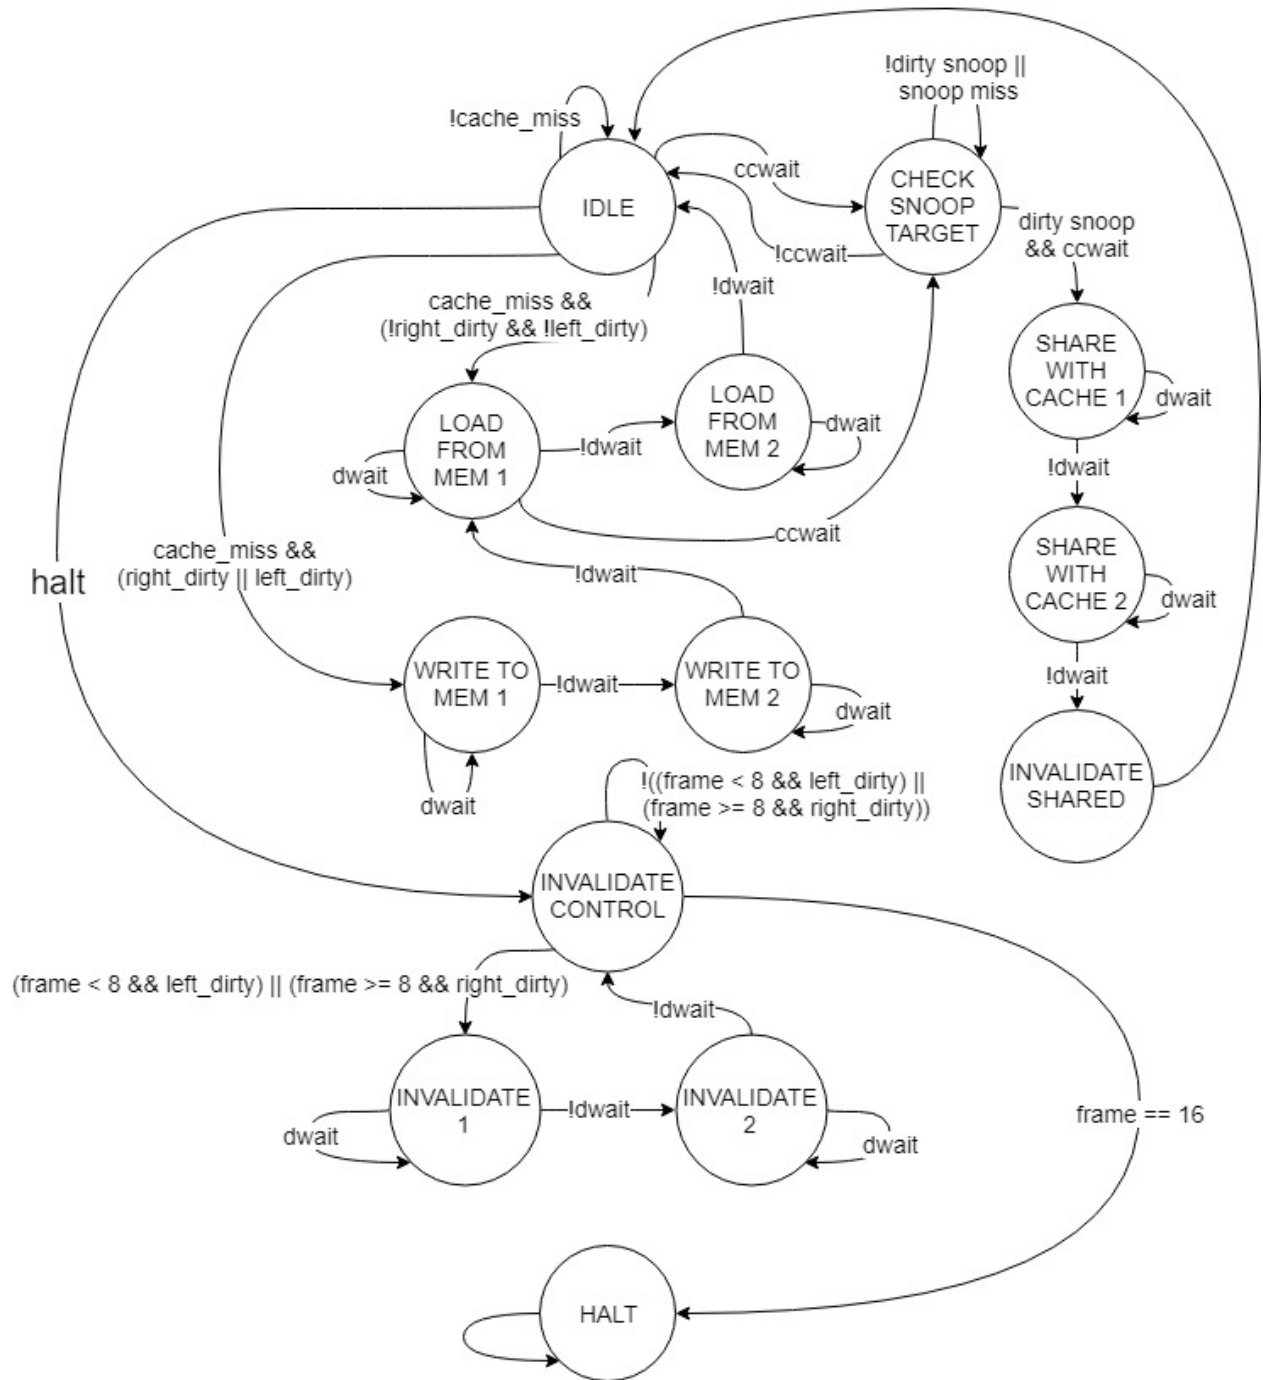 !dirty snoop ||
snoop miss
!cache_miss
ccwait
IDLE
CHECK
SNOOP
TARGET
dirty snoop
&& ccwait
!ccwait
!dwait
cache_miss &&
(!right_dirty && !left_dirty)
SHARE
WITH
CACHE 1
dwait
LOAD
FROM
MEM 1
!dwait
LOAD
FROM
MEM 2
dwait
dwait
!dwait
ccwait
cache_miss &&
(right_dirty || left_dirty)
halt
!dwait
SHARE
WITH
CACHE 2
dwait
WRITE TO
MEM 1
!dwait
WRITE TO
MEM 2
dwait
!dwait
dwait
INVALIDATE
SHARED
!((frame < 8 && left_dirty) ||
(frame >= 8 && right_dirty))
INVALIDATE
CONTROL
(frame < 8 && left_dirty) || (frame >= 8 && right_dirty)
!dwait
INVALIDATE
1
!dwait
INVALIDATE
2
dwait
dwait
frame == 16
HALT